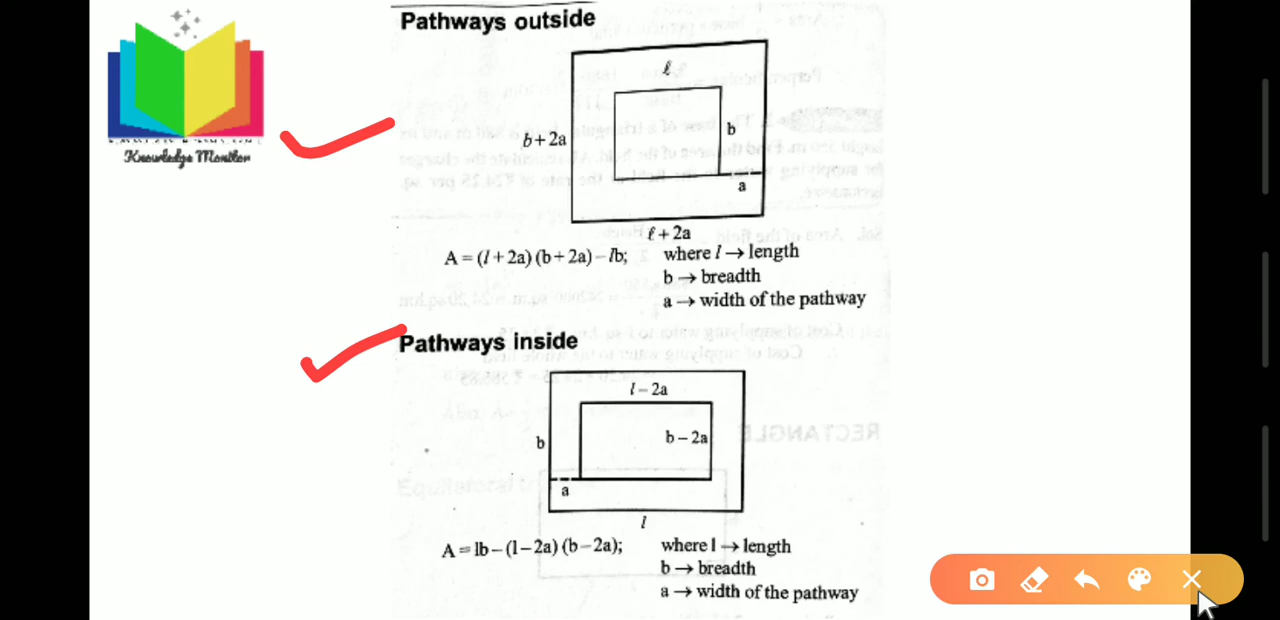 Pathways outside
ℓ
b + 2a
b
a
ℓ + 2a
A = (l + 2a) (b + 2a) – lb; where l → length
b → breadth
a → width of the pathway
Knowledge Monitor
Pathways inside
l – 2a
b
b – 2a
a
l
A = lb – (l – 2a) (b – 2a); where l → length
b → breadth
a → width of the pathway
RECTANGLE